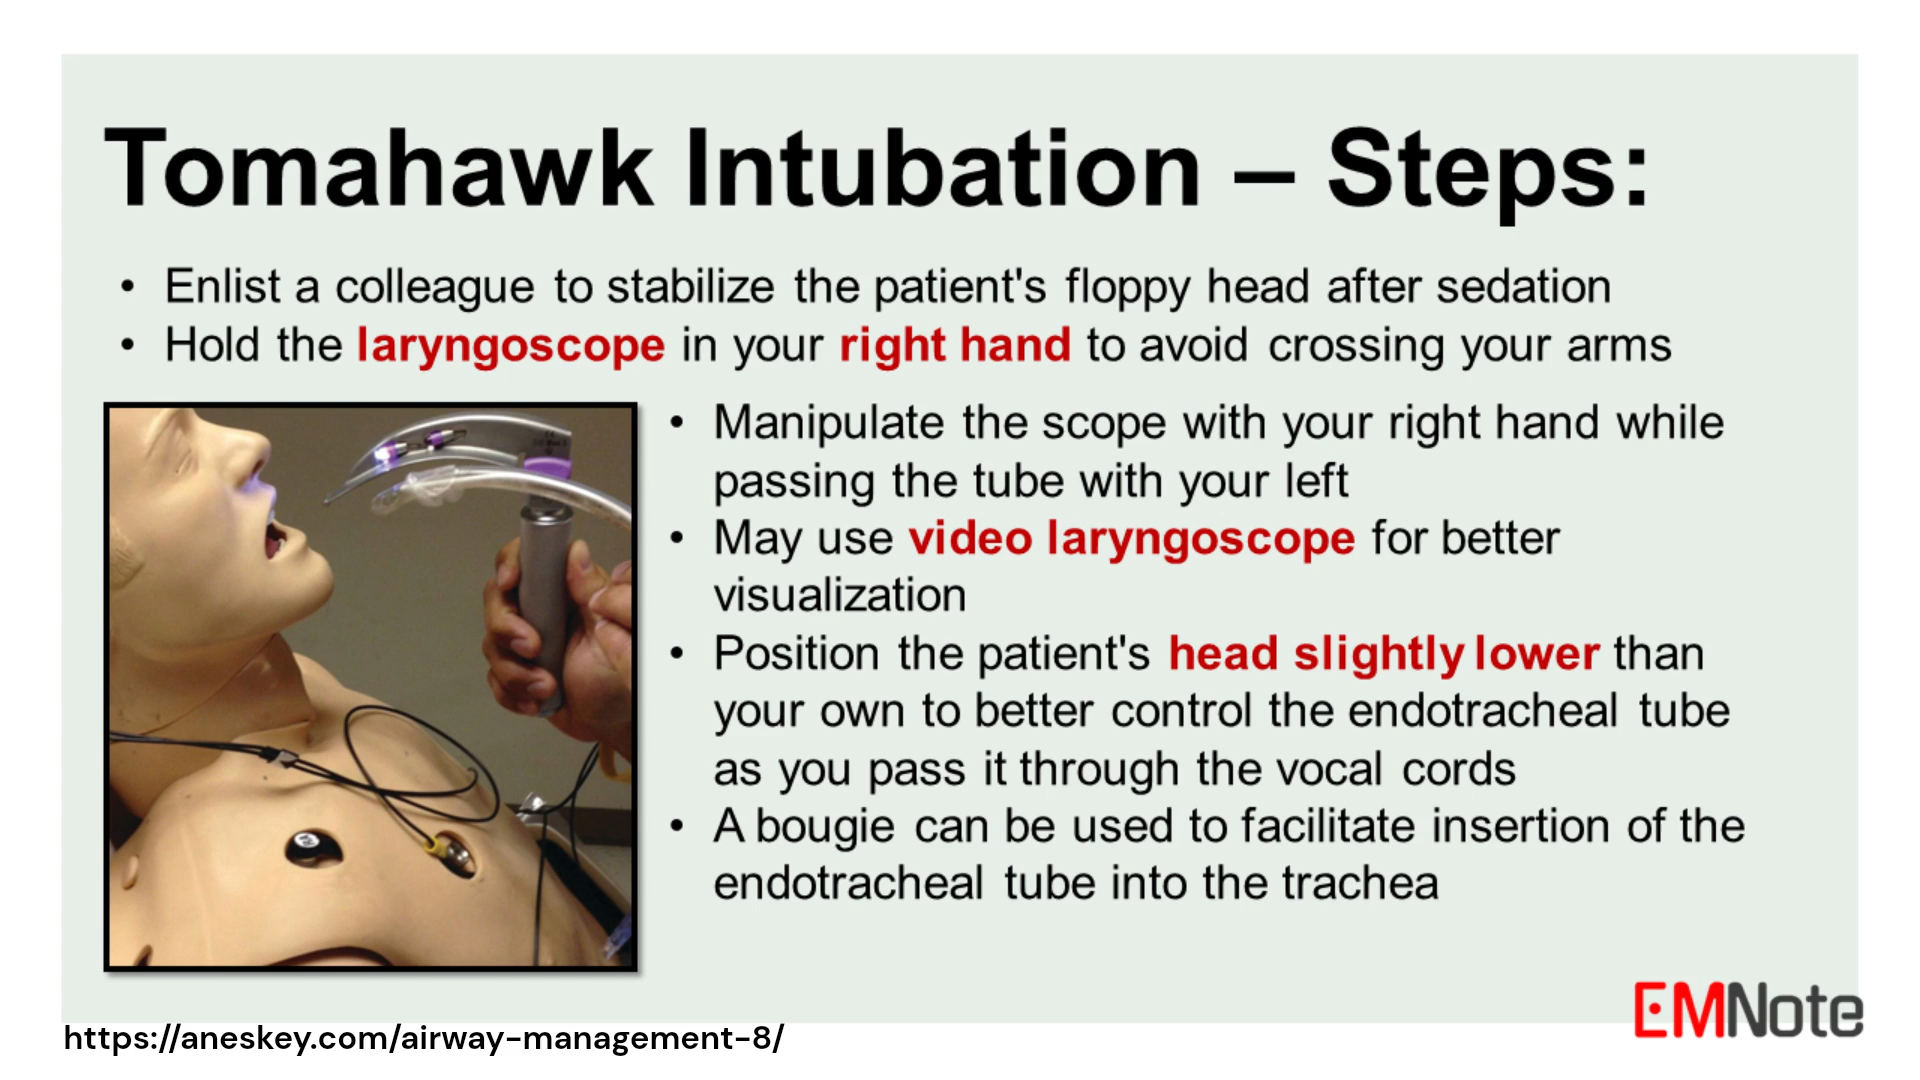 Tomahawk Intubation – Steps:
• Enlist a colleague to stabilize the patient's floppy head after sedation
• Hold the laryngoscope in your right hand to avoid crossing your arms
• Manipulate the scope with your right hand while
passing the tube with your left
• May use video laryngoscope for better
visualization
• Position the patient's head slightly lower than
your own to better control the endotracheal tube
as you pass it through the vocal cords
• A bougie can be used to facilitate insertion of the
endotracheal tube into the trachea
EMNote
https://aneskey.com/airway-management-8/